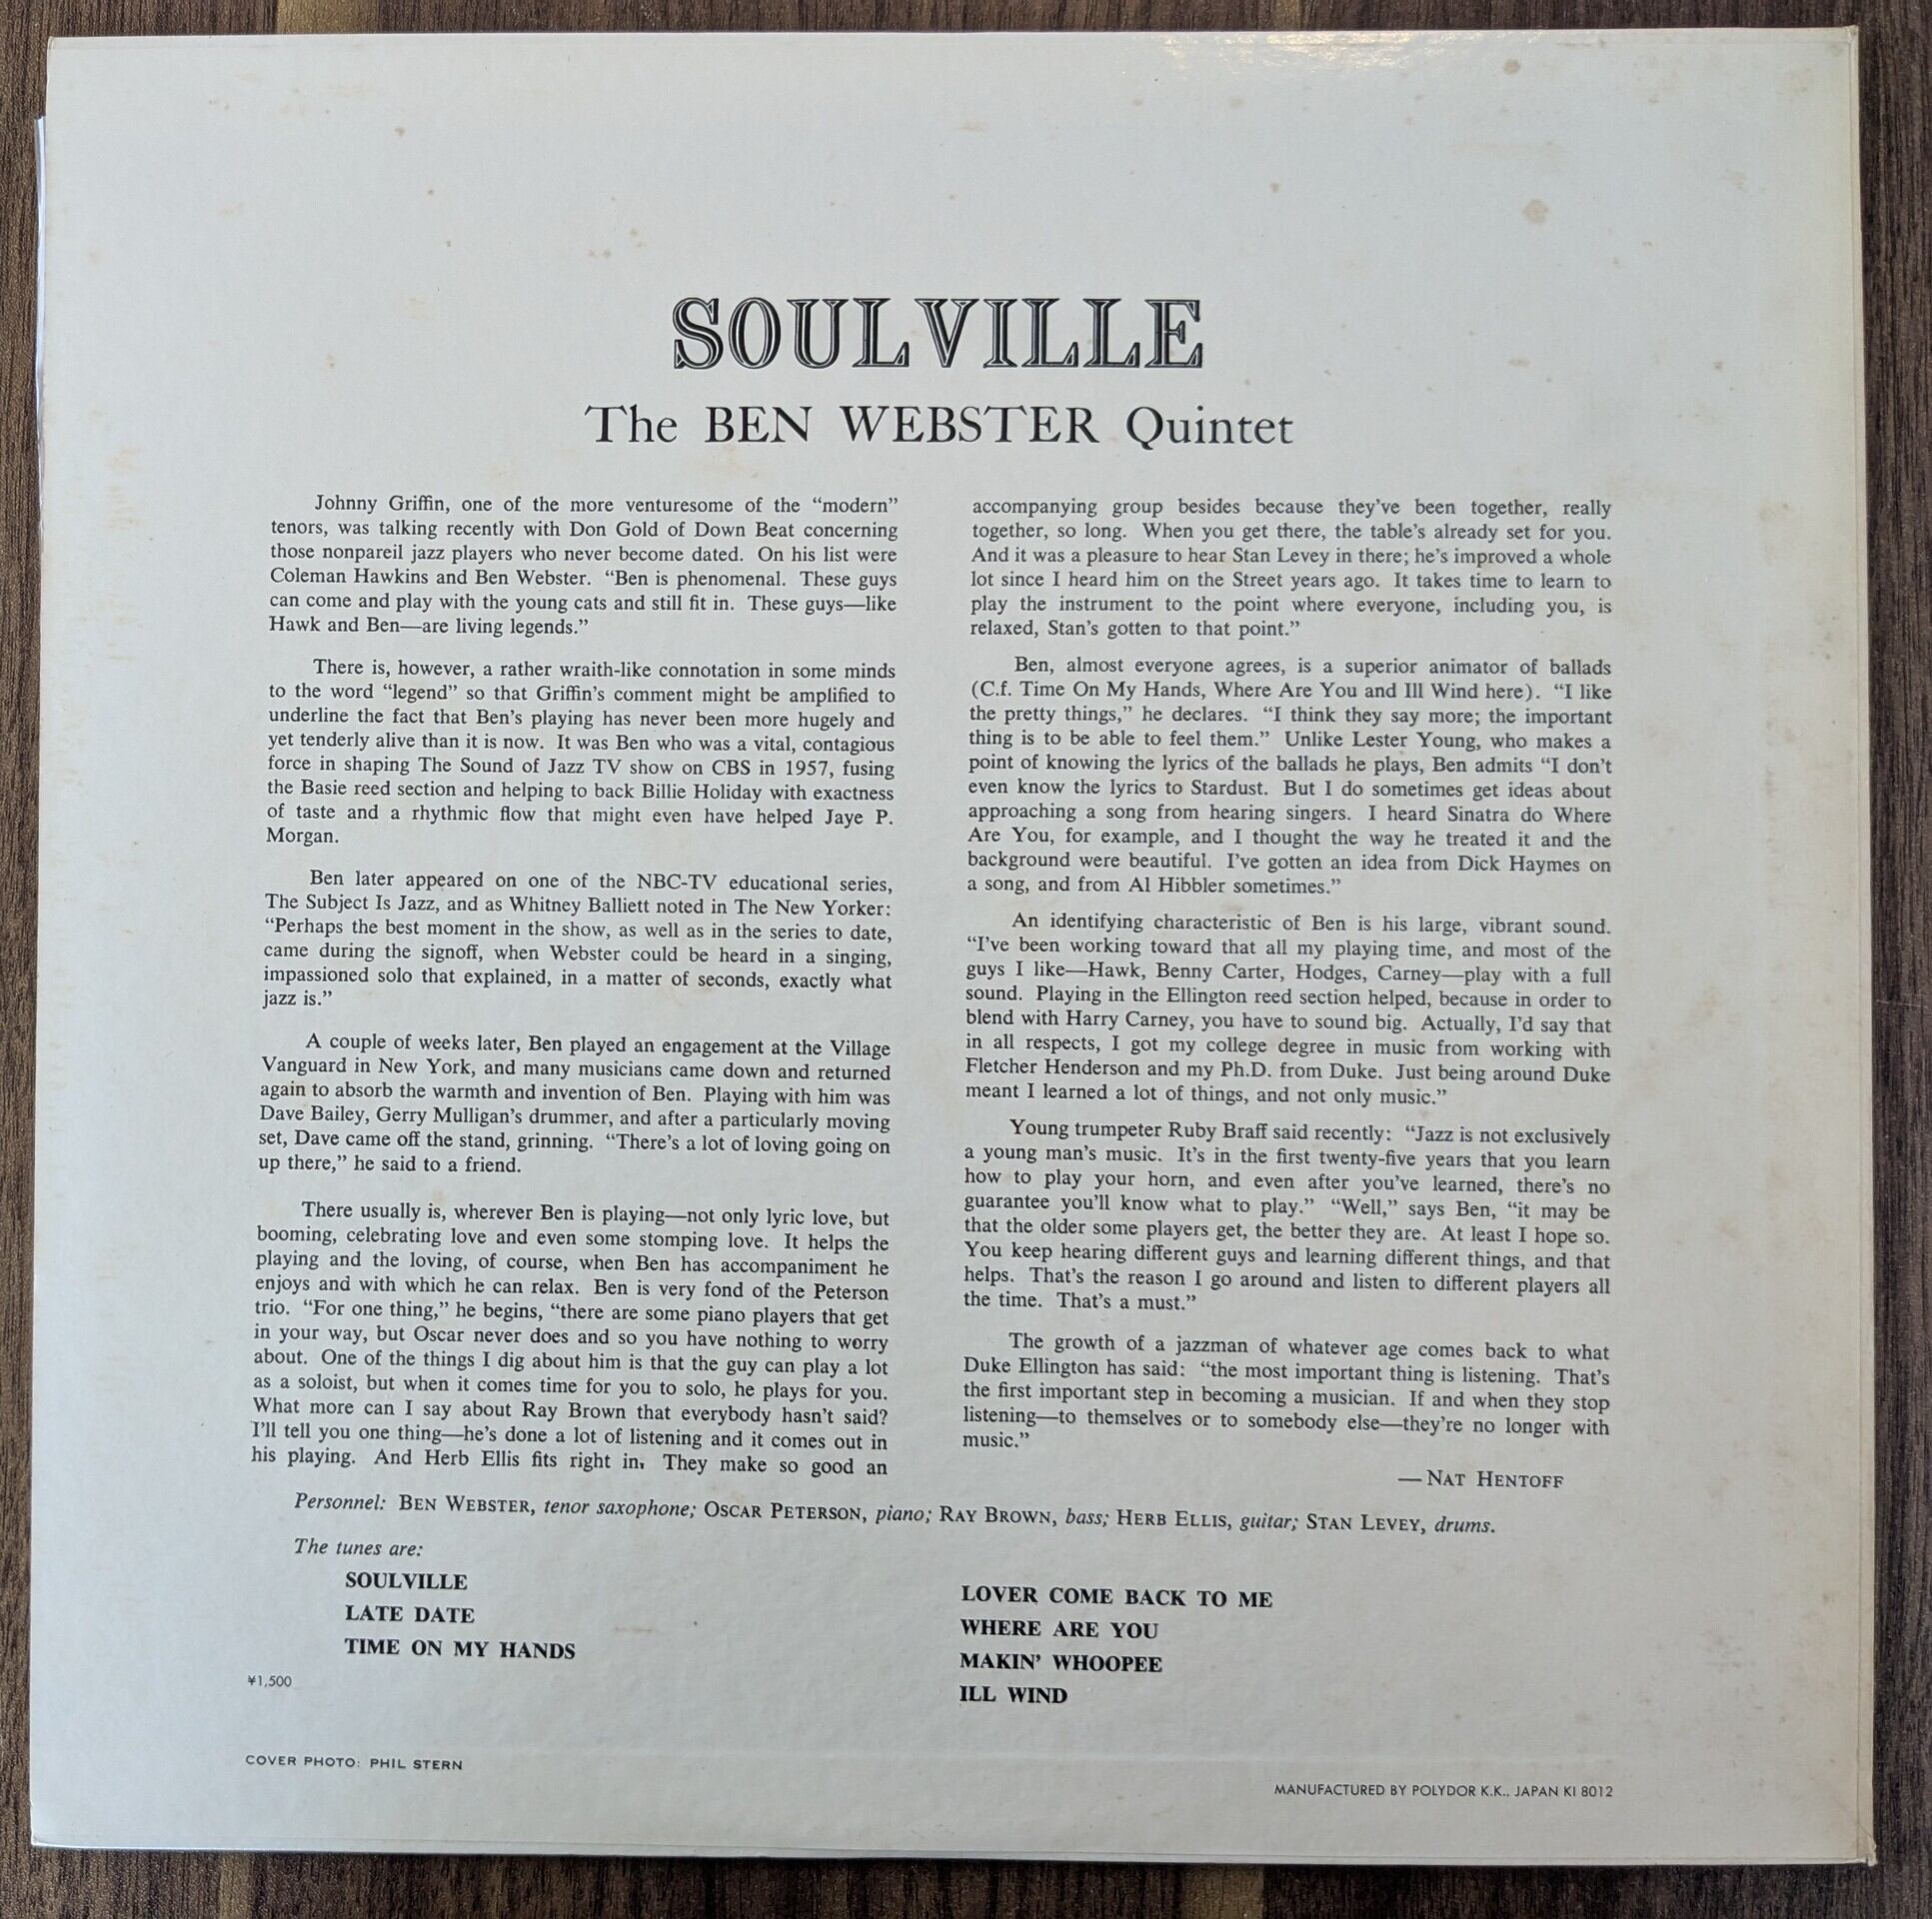 SOULVILLE
The BEN WEBSTER Quintet
Johnny Griffin, one of the more venturesome of the “modern”
tenors, was talking recently with Don Gold of Down Beat concerning
those nonpareil jazz players who never become dated. On his list were
Coleman Hawkins and Ben Webster. “Ben is phenomenal. These guys
can come and play with the young cats and still fit in. These guys—like
Hawk and Ben—are living legends.”
There is, however, a rather wraith-like connotation in some minds
to the word “legend” so that Griffin’s comment might be amplified to
underline the fact that Ben’s playing has never been more hugely and
yet tenderly alive than it is now. It was Ben who was a vital, contagious
force in shaping The Sound of Jazz TV show on CBS in 1957, fusing
the Basie reed section and helping to back Billie Holiday with exactness
of taste and a rhythmic flow that might even have helped Jaye P.
Morgan.
Ben later appeared on one of the NBC-TV educational series,
The Subject Is Jazz, and as Whitney Balliett noted in The New Yorker:
“Perhaps the best moment in the show, as well as in the series to date,
came during the signoff, when Webster could be heard in a singing,
impassioned solo that explained, in a matter of seconds, exactly what
jazz is.”
A couple of weeks later, Ben played an engagement at the Village
Vanguard in New York, and many musicians came down and returned
again to absorb the warmth and invention of Ben. Playing with him was
Dave Bailey, Gerry Mulligan’s drummer, and after a particularly moving
set, Dave came off the stand, grinning. “There’s a lot of loving going on
up there,” he said to a friend.
There usually is, wherever Ben is playing—not only lyric love, but
booming, celebrating love and even some stomping love. It helps the
playing and the loving, of course, when Ben has accompaniment he
enjoys and with which he can relax. Ben is very fond of the Peterson
trio. “For one thing,” he begins, “there are some piano players that get
in your way, but Oscar never does and so you have nothing to worry
about. One of the things I dig about him is that the guy can play a lot
as a soloist, but when it comes time for you to solo, he plays for you.
What more can I say about Ray Brown that everybody hasn’t said?
I’ll tell you one thing—he’s done a lot of listening and it comes out in
his playing. And Herb Ellis fits right in. They make so good an
accompanying group besides because they’ve been together, really
together, so long. When you get there, the table’s already set for you.
And it was a pleasure to hear Stan Levey in there; he’s improved a whole
lot since I heard him on the Street years ago. It takes time to learn to
play the instrument to the point where everyone, including you, is
relaxed, Stan’s gotten to that point.”
Ben, almost everyone agrees, is a superior animator of ballads
(C.f. Time On My Hands, Where Are You and Ill Wind here). “I like
the pretty things,” he declares. “I think they say more; the important
thing is to be able to feel them.” Unlike Lester Young, who makes a
point of knowing the lyrics of the ballads he plays, Ben admits “I don’t
even know the lyrics to Stardust. But I do sometimes get ideas about
approaching a song from hearing singers. I heard Sinatra do Where
Are You, for example, and I thought the way he treated it and the
background were beautiful. I’ve gotten an idea from Dick Haymes on
a song, and from Al Hibbler sometimes.”
An identifying characteristic of Ben is his large, vibrant sound.
“I’ve been working toward that all my playing time, and most of the
guys I like—Hawk, Benny Carter, Hodges, Carney—play with a full
sound. Playing in the Ellington reed section helped, because in order to
blend with Harry Carney, you have to sound big. Actually, I’d say that
in all respects, I got my college degree in music from working with
Fletcher Henderson and my Ph.D. from Duke. Just being around Duke
meant I learned a lot of things, and not only music.”
Young trumpeter Ruby Braff said recently: “Jazz is not exclusively
a young man’s music. It’s in the first twenty-five years that you learn
how to play your horn, and even after you’ve learned, there’s no
guarantee you’ll know what to play.” “Well,” says Ben, “it may be
that the older some players get, the better they are. At least I hope so.
You keep hearing different guys and learning different things, and that
helps. That’s the reason I go around and listen to different players all
the time. That’s a must.”
The growth of a jazzman of whatever age comes back to what
Duke Ellington has said: “the most important thing is listening. That’s
the first important step in becoming a musician. If and when they stop
listening—to themselves or to somebody else—they’re no longer with
music.”
—NAT HENTOFF
Personnel: BEN WEBSTER, tenor saxophone; OSCAR PETERSON, piano; RAY BROWN, bass; HERB ELLIS, guitar; STAN LEVEY, drums.
The tunes are:
SOULVILLE
LATE DATE
TIME ON MY HANDS
LOVER COME BACK TO ME
WHERE ARE YOU
MAKIN’ WHOOPEE
ILL WIND
¥1,500
COVER PHOTO: PHIL STERN
MANUFACTURED BY POLYDOR K.K., JAPAN KI 8012